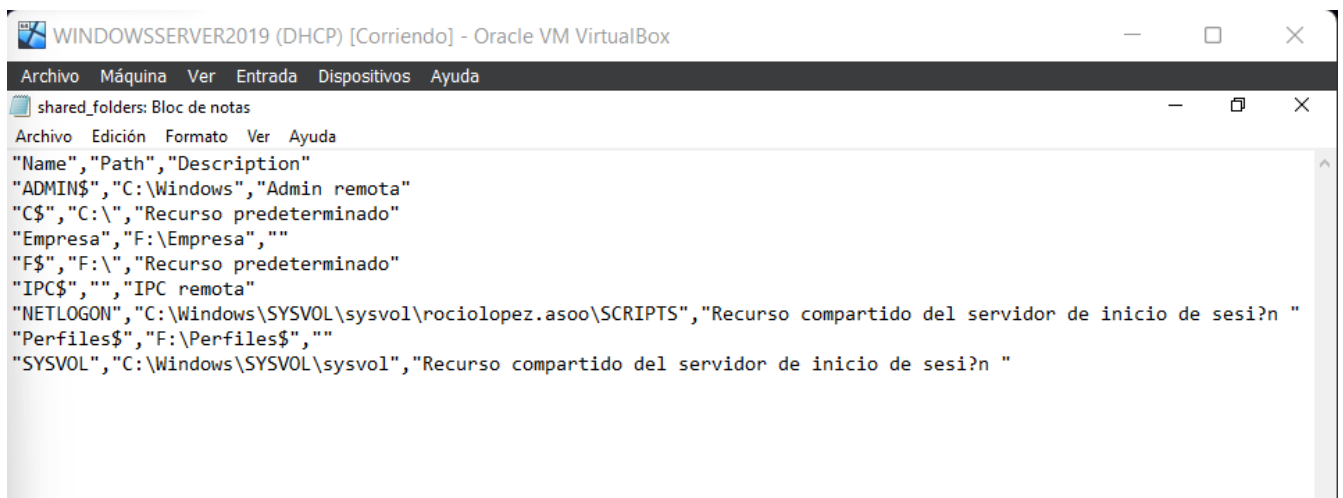 WINDOWSSERVER2019 (DHCP) [Corriendo] - Oracle VM VirtualBox
Archivo Máquina Ver Entrada Dispositivos Ayuda
shared_folders: Bloc de notas
Archivo Edición Formato Ver Ayuda
"Name","Path","Description"
"ADMIN$","C:\Windows","Admin remota"
"C$","C:\","Recurso predeterminado"
"Empresa","F:\Empresa",""
"F$","F:\","Recurso predeterminado"
"IPC$","","IPC remota"
"NETLOGON","C:\Windows\SYSVOL\sysvol\rociolopez.asoo\SCRIPTS","Recurso compartido del servidor de inicio de sesi?n "
"Perfiles$","F:\Perfiles$",""
"SYSVOL","C:\Windows\SYSVOL\sysvol","Recurso compartido del servidor de inicio de sesi?n "